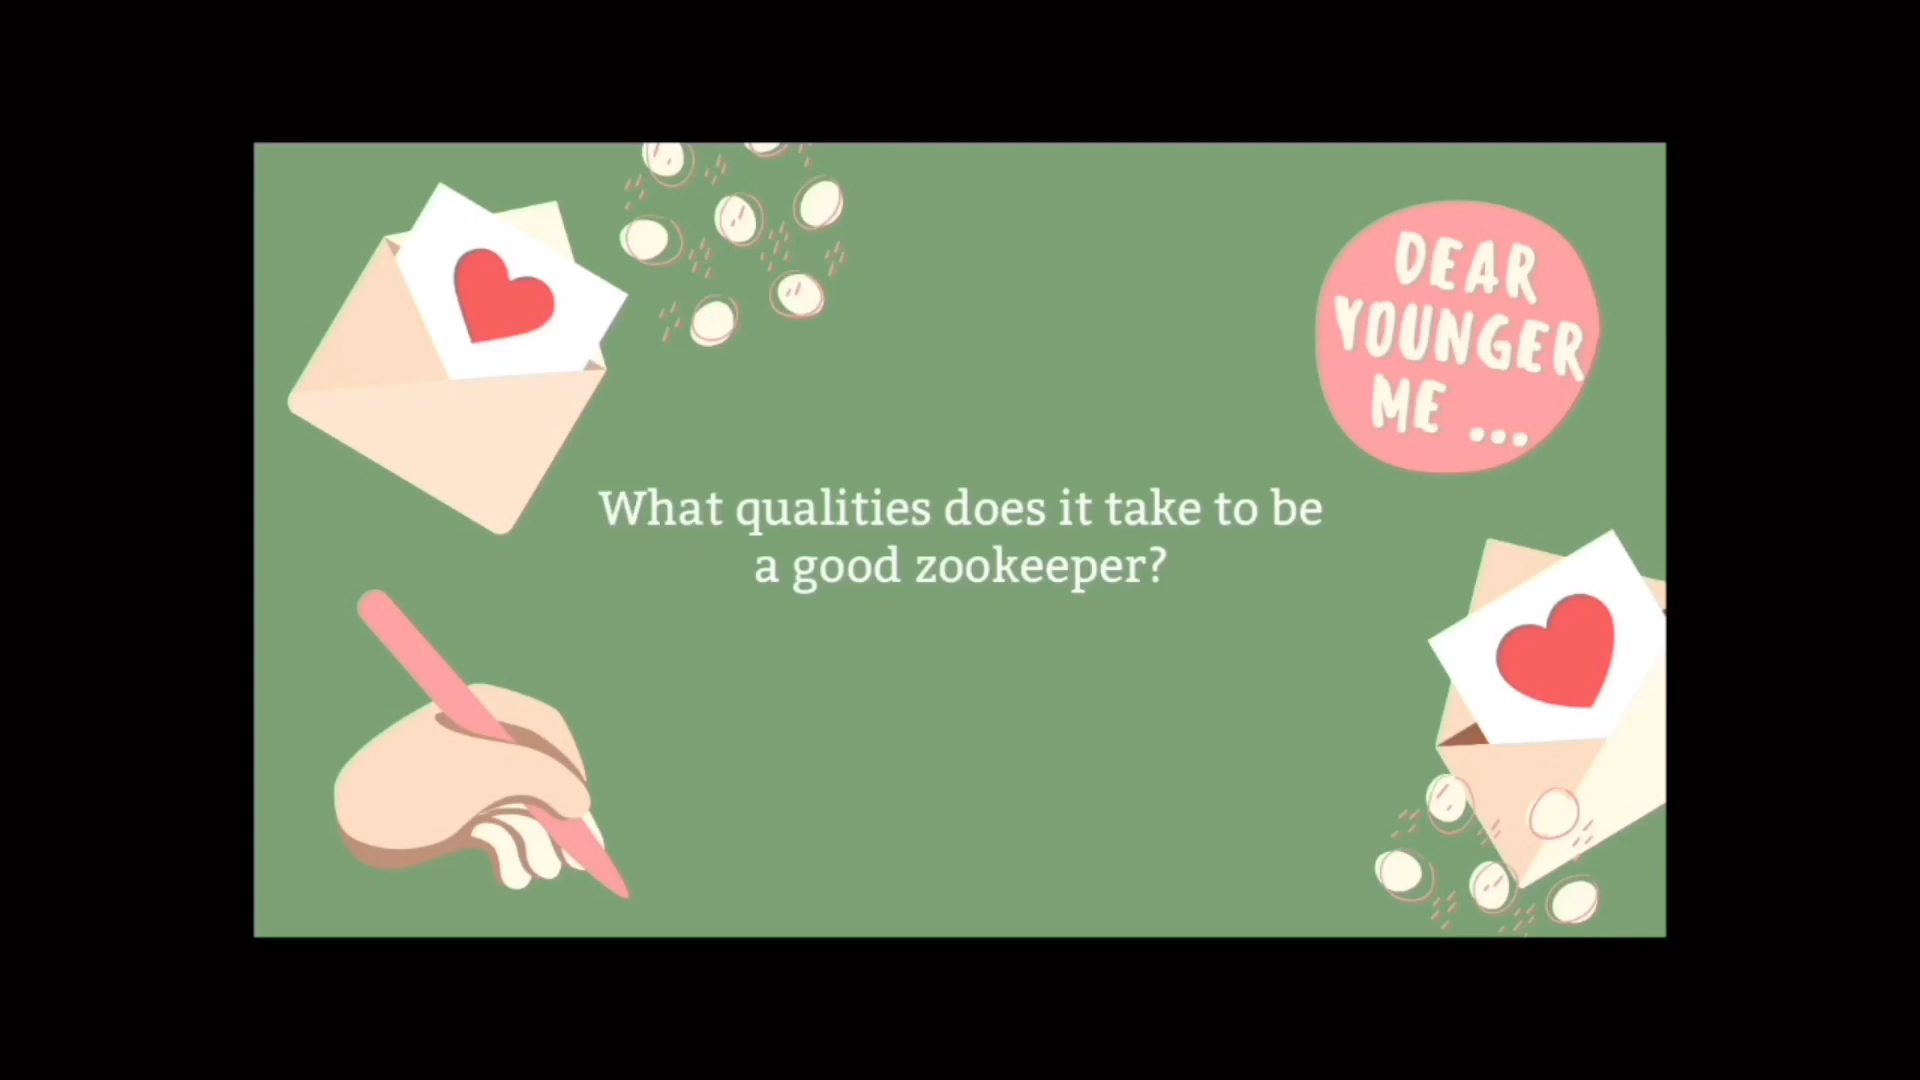 DEAR
YOUNGER
ME ...
What qualities does it take to be
a good zookeeper?